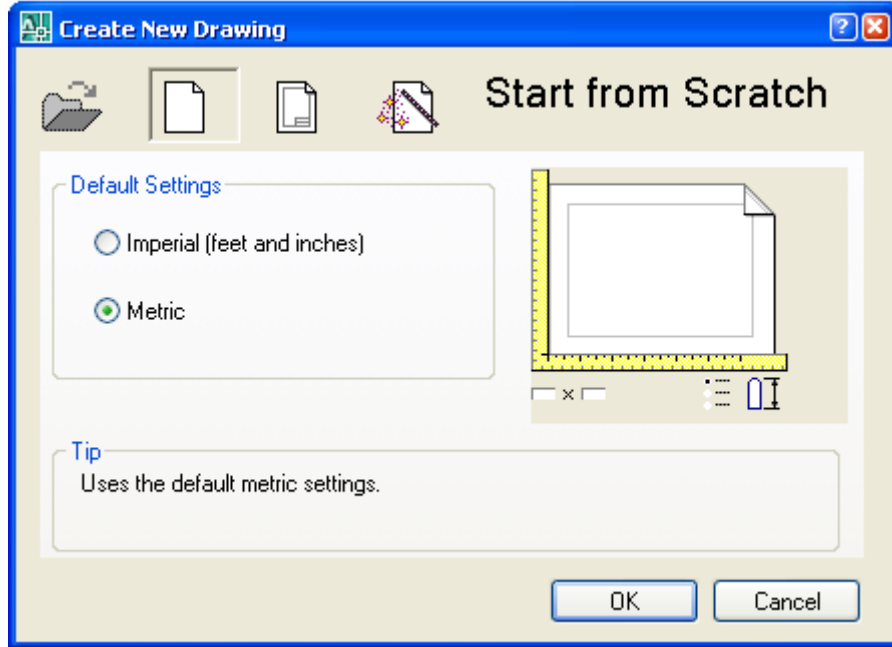 Create New Drawing
Start from Scratch
Default Settings
Imperial (feet and inches)
Metric
Tip
Uses the default metric settings.
OK
Cancel